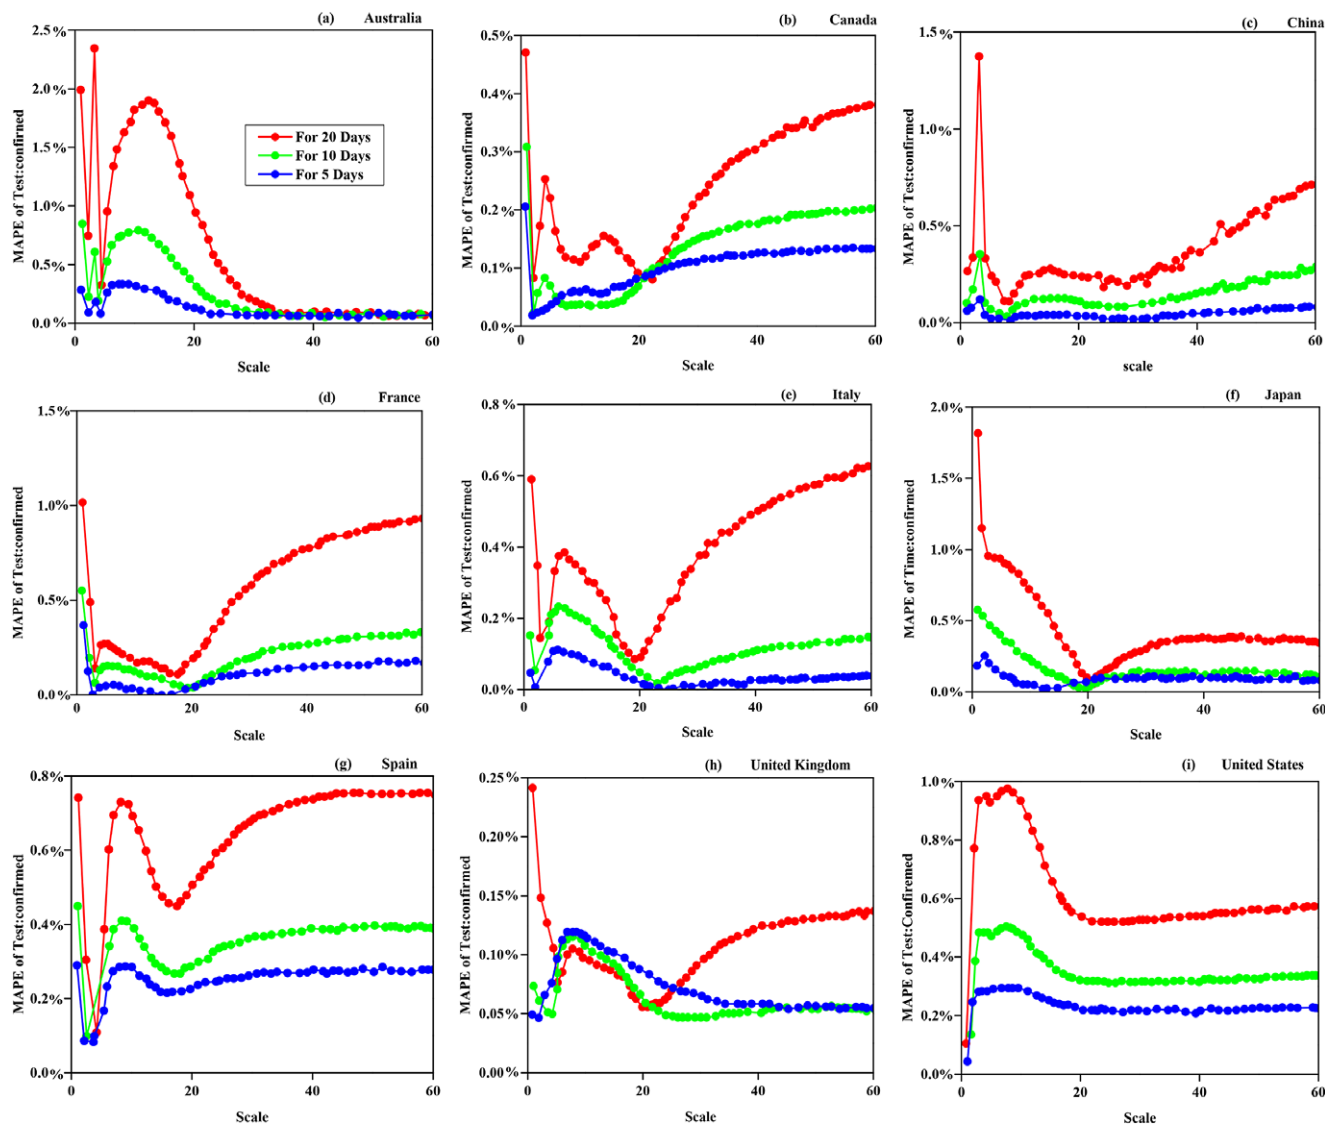 (a) Australia
2.5%
2.0%
1.5%
1.0%
0.5%
0.0%
MAPE of Test:confirmed
For 20 Days
For 10 Days
For 5 Days
0 20 40 60
Scale
(b) Canada
0.5%
0.4%
0.3%
0.2%
0.1%
0.0%
MAPE of Test:confirmed
0 20 40 60
Scale
(c) China
1.5%
1.0%
0.5%
0.0%
MAPE of Test:confirmed
0 20 40 60
scale
(d) France
1.5%
1.0%
0.5%
0.0%
MAPE of Test:confirmed
0 20 40 60
Scale
(e) Italy
0.8%
0.6%
0.4%
0.2%
0.0%
MAPE of Test:confirmed
0 20 40 60
Scale
(f) Japan
2.0%
1.5%
1.0%
0.5%
0.0%
MAPE of Time:confirmed
0 20 40 60
Scale
(g) Spain
0.8%
0.6%
0.4%
0.2%
0.0%
MAPE of Test:confirmed
0 20 40 60
Scale
(h) United Kingdom
0.25%
0.20%
0.15%
0.10%
0.05%
0.00%
MAPE of Test:confirmed
0 20 40 60
Scale
(i) United States
1.0%
0.8%
0.6%
0.4%
0.2%
0.0%
MAPE of Test:Confiremed
0 20 40 60
Scale